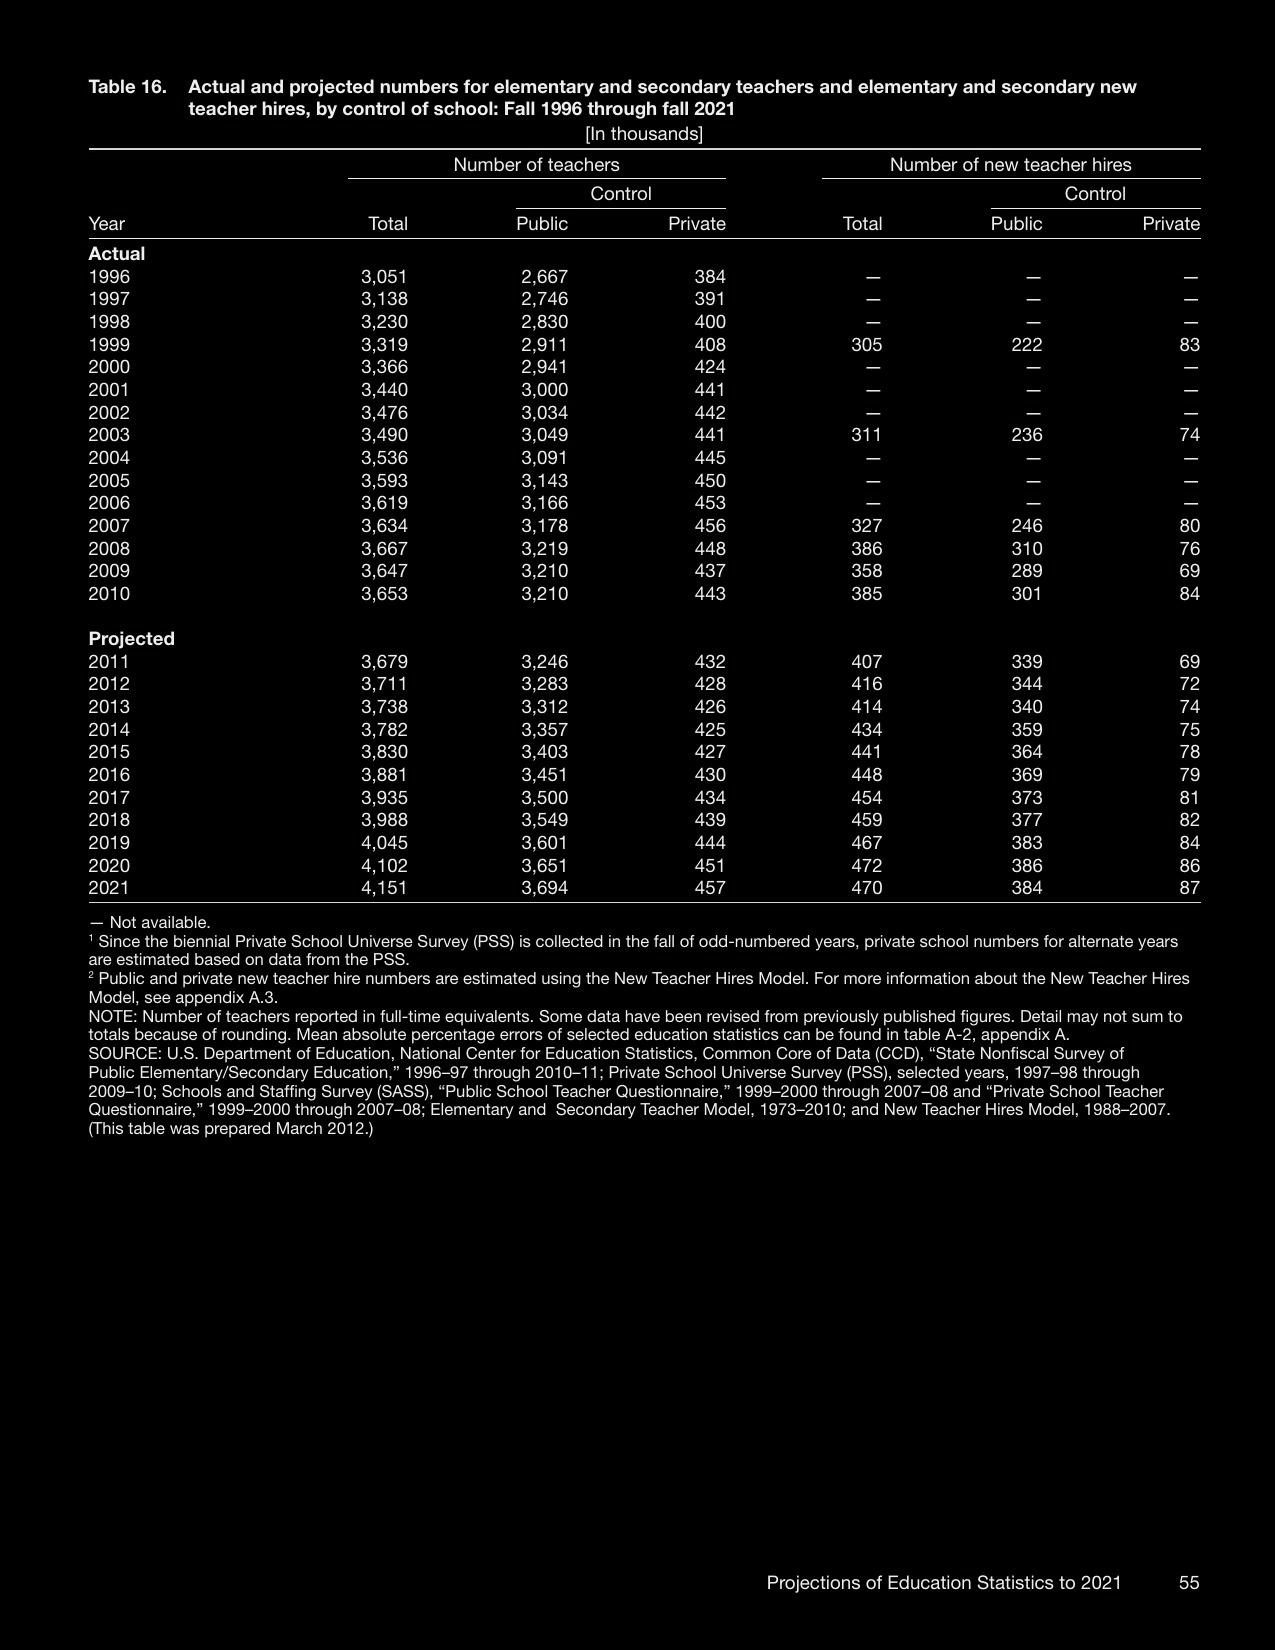 Table 16. Actual and projected numbers for elementary and secondary teachers and elementary and secondary new
teacher hires, by control of school: Fall 1996 through fall 2021
[In thousands]
Number of teachers Number of new teacher hires
Control Control
Year Total Public Private Total Public Private
Actual
1996 3,051 2,667 384 — — —
1997 3,138 2,746 391 — — —
1998 3,230 2,830 400 — — —
1999 3,319 2,911 408 305 222 83
2000 3,366 2,941 424 — — —
2001 3,440 3,000 441 — — —
2002 3,476 3,034 442 — — —
2003 3,490 3,049 441 311 236 74
2004 3,536 3,091 445 — — —
2005 3,593 3,143 450 — — —
2006 3,619 3,166 453 — — —
2007 3,634 3,178 456 327 246 80
2008 3,667 3,219 448 386 310 76
2009 3,647 3,210 437 358 289 69
2010 3,653 3,210 443 385 301 84
Projected
2011 3,679 3,246 432 407 339 69
2012 3,711 3,283 428 416 344 72
2013 3,738 3,312 426 414 340 74
2014 3,782 3,357 425 434 359 75
2015 3,830 3,403 427 441 364 78
2016 3,881 3,451 430 448 369 79
2017 3,935 3,500 434 454 373 81
2018 3,988 3,549 439 459 377 82
2019 4,045 3,601 444 467 383 84
2020 4,102 3,651 451 472 386 86
2021 4,151 3,694 457 470 384 87
— Not available.
1 Since the biennial Private School Universe Survey (PSS) is collected in the fall of odd-numbered years, private school numbers for alternate years
are estimated based on data from the PSS.
2 Public and private new teacher hire numbers are estimated using the New Teacher Hires Model. For more information about the New Teacher Hires
Model, see appendix A.3.
NOTE: Number of teachers reported in full-time equivalents. Some data have been revised from previously published figures. Detail may not sum to
totals because of rounding. Mean absolute percentage errors of selected education statistics can be found in table A-2, appendix A.
SOURCE: U.S. Department of Education, National Center for Education Statistics, Common Core of Data (CCD), “State Nonfiscal Survey of
Public Elementary/Secondary Education,” 1996–97 through 2010–11; Private School Universe Survey (PSS), selected years, 1997–98 through
2009–10; Schools and Staffing Survey (SASS), “Public School Teacher Questionnaire,” 1999–2000 through 2007–08 and “Private School Teacher
Questionnaire,” 1999–2000 through 2007–08; Elementary and Secondary Teacher Model, 1973–2010; and New Teacher Hires Model, 1988–2007.
(This table was prepared March 2012.)
Projections of Education Statistics to 2021 55